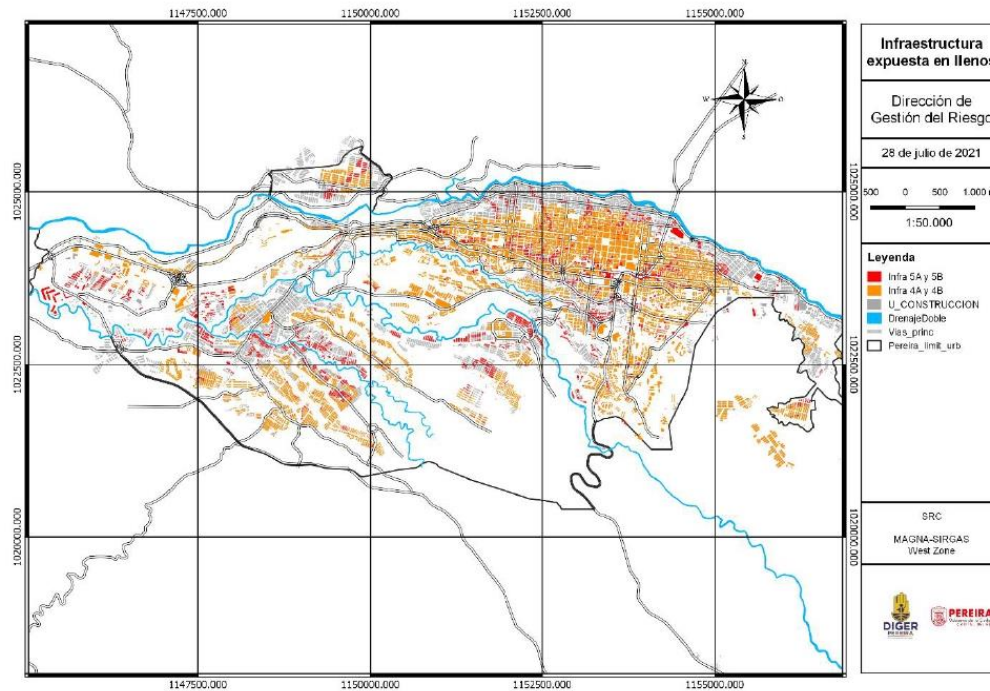 1147500.000 1150000.000 1152500.000 1155000.000
Infraestructura
expuesta en llenos
Dirección de
Gestión del Riesgo
28 de julio de 2021
500 0 500 1.000
1:50.000
Leyenda
Infra 5A y 5B
Infra 4A y 4B
U_CONSTRUCCION
DrenajeDoble
Vias_princ
Pereira_limit_urb
SRC
MAGNA-SIRGAS
West Zone
DIGER
PEREIRA
PEREIRA
N
W O
S
1025000.000 1025000.000
1022500.000 1022500.000
1020000.000 1020000.000
1147500.000 1150000.000 1152500.000 1155000.000